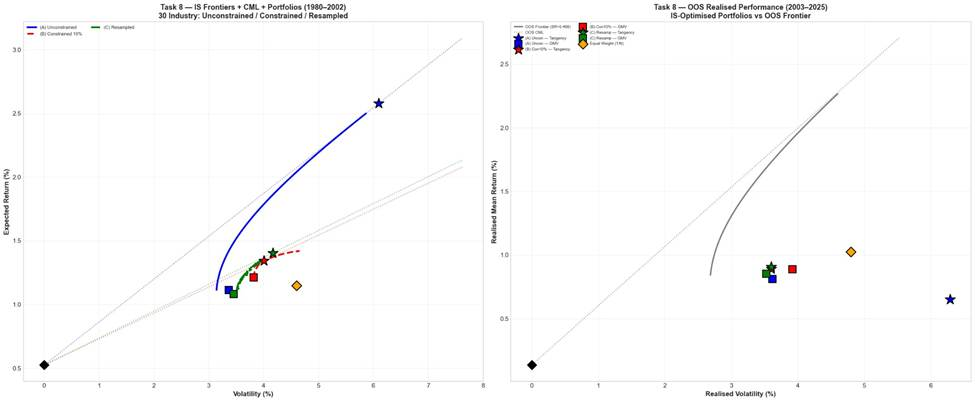 Task 8 — IS Frontiers + CML + Portfolios (1980–2002)
30 Industry: Unconstrained / Constrained / Resampled
(A) Unconstrained
(C) Resampled
(B) Constrained 10%
3.0
2.5
2.0
1.5
1.0
0.5
Expected Return (%)
0
1
2
3
4
5
6
7
8
Volatility (%)
Task 8 — OOS Realised Performance (2003–2025)
IS-Optimised Portfolios vs OOS Frontier
OOS CML
(A) Uncon — Tangency
(A) Uncon — GMV
(B) Con10% — Tangency
(B) Con10% — GMV
(C) Resamp — Tangency
(C) Resamp — GMV
Equal Weight (1/N)
2.5
2.0
1.5
1.0
0.5
Realised Mean Return (%)
0
1
2
3
4
5
6
Realised Volatility (%)